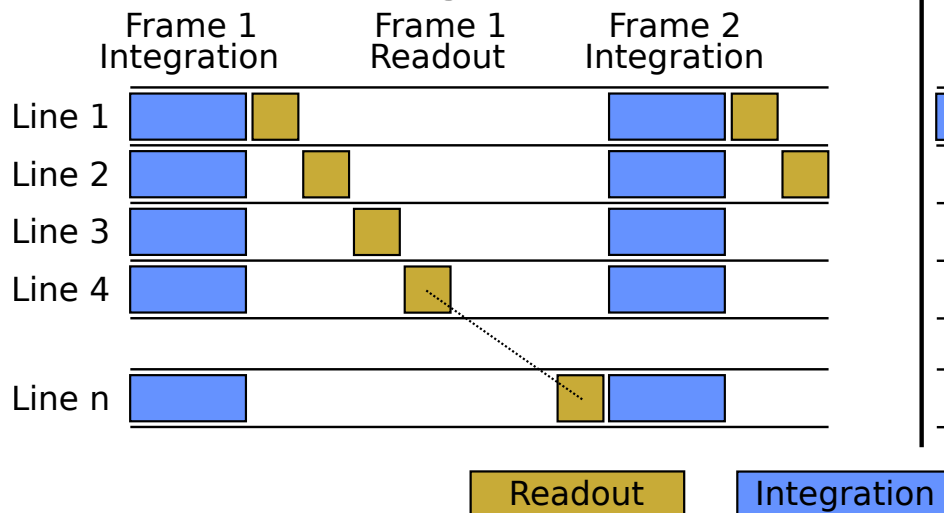 Frame 1 Integration
Frame 1 Readout
Frame 2 Integration
Line 1
Line 2
Line 3
Line 4
Line n
Readout
Integration